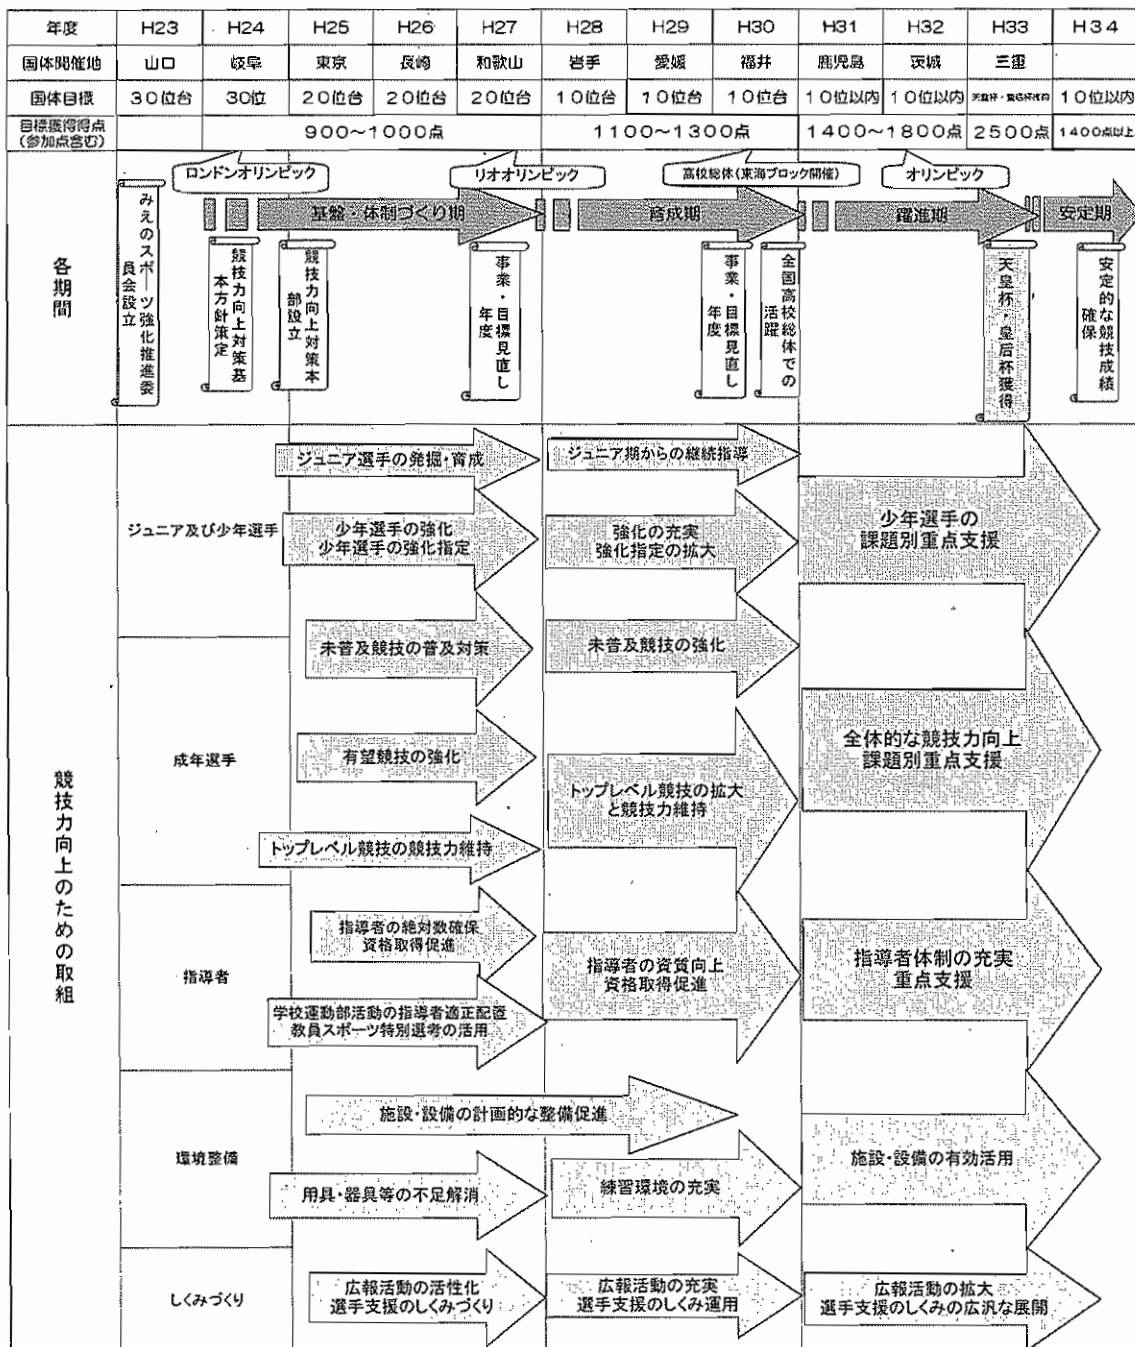 年度 H23 H24 H25 H26 H27 H28 H29 H30 H31 H32 H33 H34
国体開催地 山口 岐阜 東京 長崎 和歌山 岩手 愛媛 福井 鹿児島 茨城 三重
国体目標 30位台 30位 20位台 20位台 20位台 10位台 10位台 10位台 10位以内 10位以内 天皇杯・皇后杯獲得 10位以内
目標獲得得点
(参加点含む) 900~1000点 1100~1300点 1400~1800点 2500点 1400点以上
ロンドンオリンピック
リオオリンピック
高校総体(東海ブロック開催)
オリンピック
各期間
基盤・体制づくり期
育成期
躍進期
安定期
みえのスポーツ強化推進委
員会設立
競技力向上対策基
本方針策定
競技力向上対策本
部設立
事業・目標見直し
年度
事業・目標見直し
年度
全国高校総体での
活躍
天皇杯・皇后杯獲得
安定的な競技成績
確保
競技力向上のための取組
ジュニア及び少年選手
ジュニア選手の発掘・育成
ジュニア期からの継続指導
少年選手の強化
少年選手の強化指定
強化の充実
強化指定の拡大
少年選手の
課題別重点支援
成年選手
未普及競技の普及対策
未普及競技の強化
有望競技の強化
トップレベル競技の拡大
と競技力維持
全体的な競技力向上
課題別重点支援
トップレベル競技の競技力維持
指導者
指導者の絶対数確保
資格取得促進
指導者の資質向上
資格取得促進
指導者体制の充実
重点支援
学校運動部活動の指導者適正配置
教員スポーツ特別選考の活用
環境整備
施設・設備の計画的な整備促進
用具・器具等の不足解消
練習環境の充実
施設・設備の有効活用
しくみづくり
広報活動の活性化
選手支援のしくみづくり
広報活動の充実
選手支援のしくみ運用
広報活動の拡大
選手支援のしくみの広汎な展開